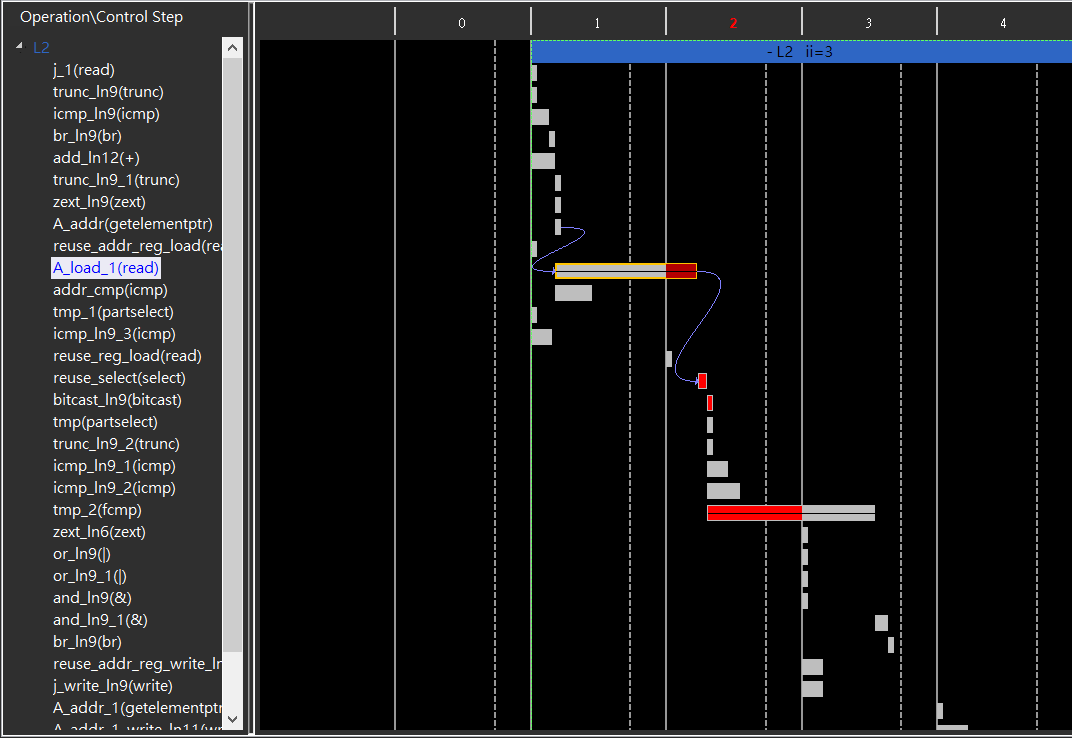 Operation\Control Step
0 1 2 3 4
L2
- L2 ii=3
j_1(read)
trunc_ln9(trunc)
icmp_ln9(icmp)
br_ln9(br)
add_ln12(+)
trunc_ln9_1(trunc)
zext_ln9(zext)
A_addr(getelementptr)
reuse_addr_reg_load(rea
A_load_1(read)
addr_cmp(icmp)
tmp_1(partselect)
icmp_ln9_3(icmp)
reuse_reg_load(read)
reuse_select(select)
bitcast_ln9(bitcast)
tmp(partselect)
trunc_ln9_2(trunc)
icmp_ln9_1(icmp)
icmp_ln9_2(icmp)
tmp_2(fcmp)
zext_ln6(zext)
or_ln9(|)
or_ln9_1(|)
and_ln9(&)
and_ln9_1(&)
br_ln9(br)
reuse_addr_reg_write_ln
j_write_ln9(write)
A_addr_1(getelementptr
A_addr_1_write_ln11(wr